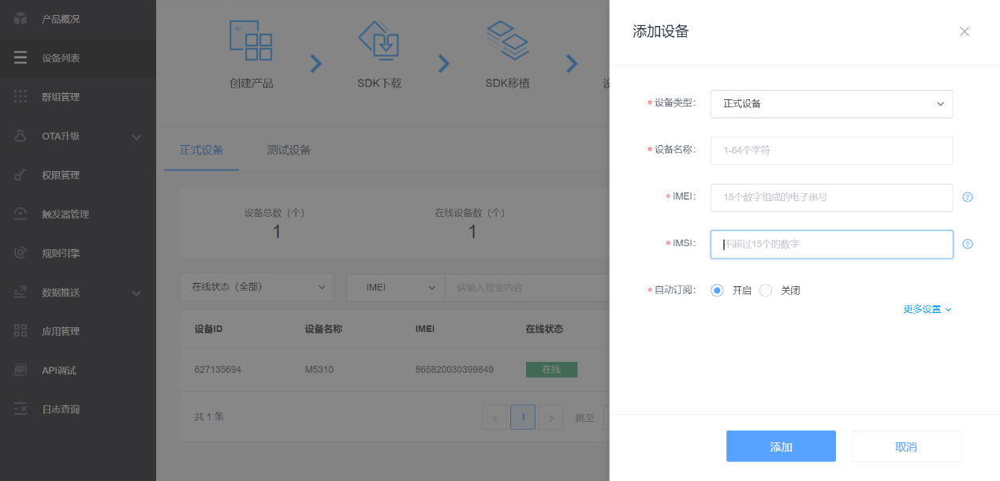 产品概况
设备列表
群组管理
OTA升级
权限管理
触发器管理
规则引擎
数据推送
应用管理
API API调试
日志查询
创建产品
SDK下载
SDK移植
正式设备
测试设备
设备总数（个）
1
在线设备数（个）
1
在线状态（全部）
IMEI
请输入搜索内容
设备ID 设备名称 IMEI 在线状态
627135694 M5310 865820030399849 在线
共 1 条
1
跳至
添加设备
*设备类型： 正式设备
*设备名称： 1-64个字符
*IMEI： 15个数字组成的电子串号 ?
*IMSI： 不超过15个的数字 ?
*自动订阅： 开启 关闭
更多设置
添加
取消